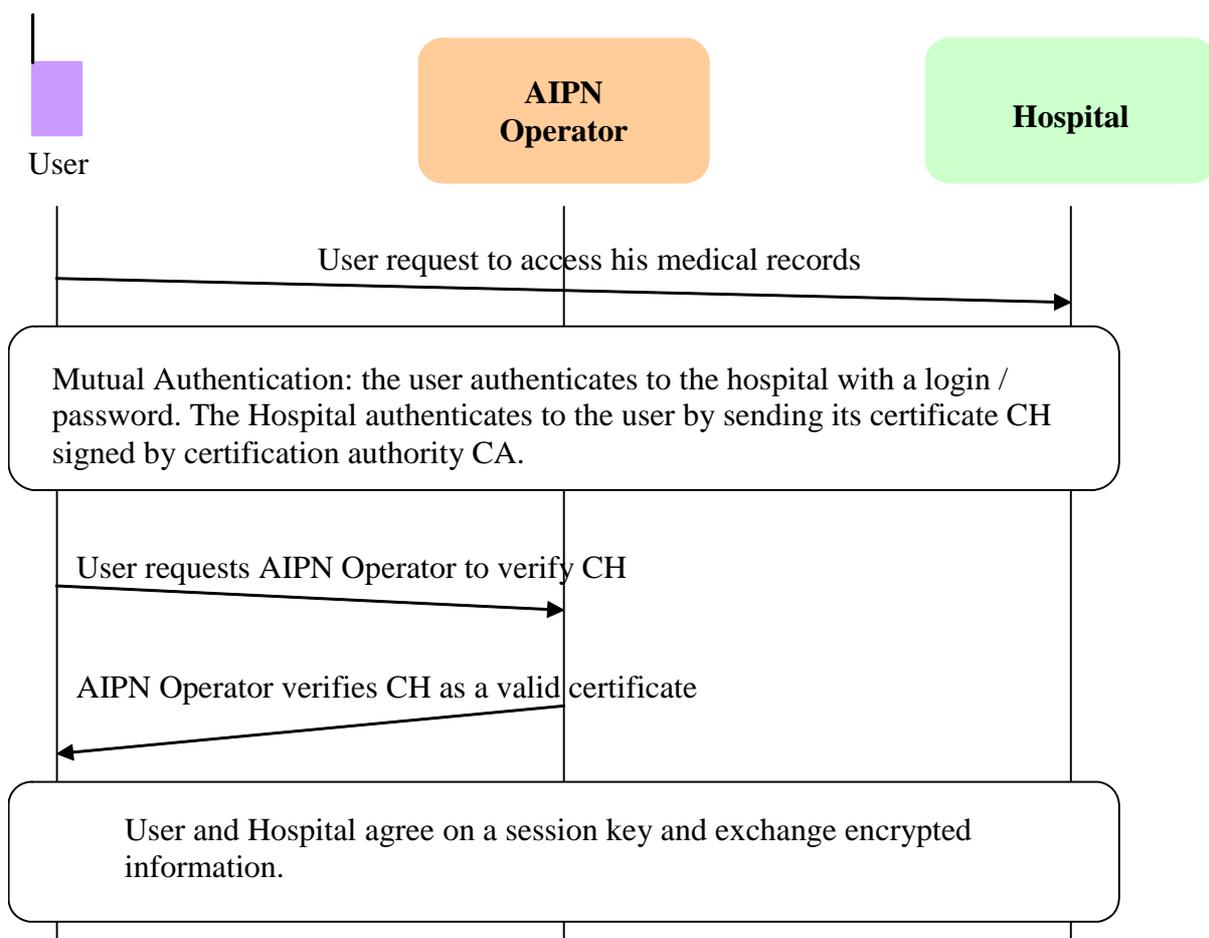 AIPN
Operator
Hospital
User
User request to access his medical records
Mutual Authentication: the user authenticates to the hospital with a login /
password. The Hospital authenticates to the user by sending its certificate CH
signed by certification authority CA.
User requests AIPN Operator to verify CH
AIPN Operator verifies CH as a valid certificate
User and Hospital agree on a session key and exchange encrypted
information.